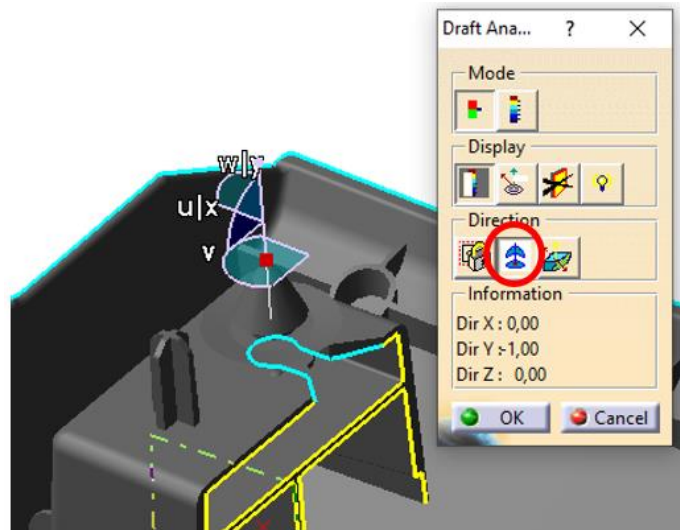 Draft Ana... ? ×
Mode
Display
Direction
Information
Dir X : 0,00
Dir Y :-1,00
Dir Z : 0,00
OK Cancel
w|y
u|x
v